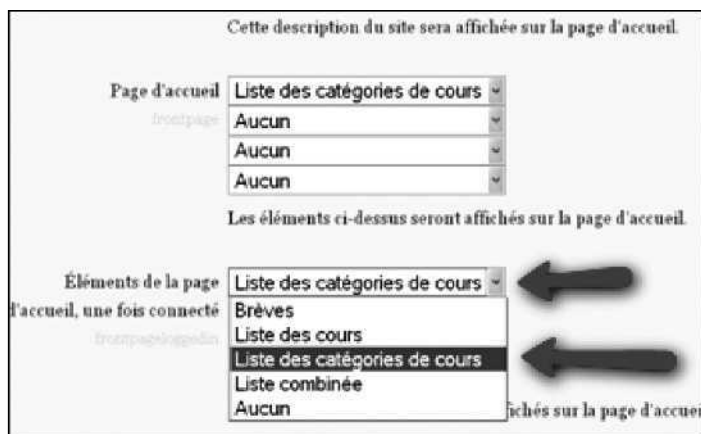 Cette description du site sera affichée sur la page d'accueil.
Page d'accueil Liste des catégories de cours
frontpage Aucun
Aucun
Aucun
Les éléments ci-dessus seront affichés sur la page d'accueil.
Éléments de la page Liste des catégories de cours
d'accueil, une fois connecté Brèves
frontpageloggedin Liste des cours
Liste des catégories de cours
Liste combinée
Aucun
fichés sur la page d'accuei